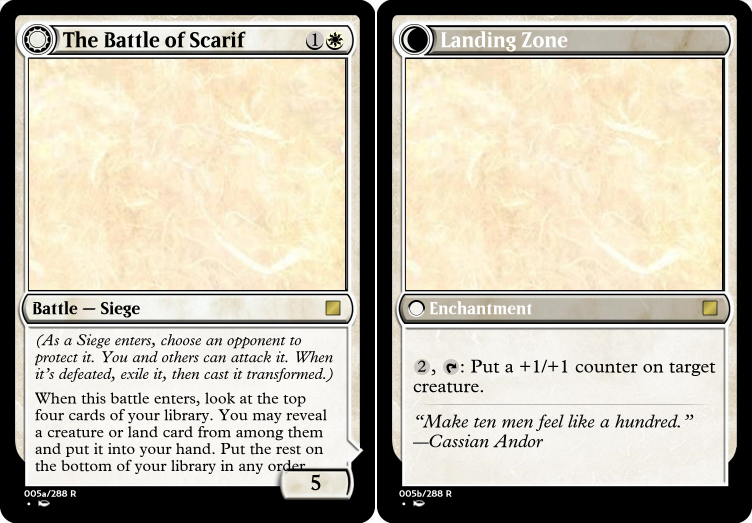 The Battle of Scarif 1
Battle — Siege
(As a Siege enters, choose an opponent to
protect it. You and others can attack it. When
it's defeated, exile it, then cast it transformed.)
When this battle enters, look at the top
four cards of your library. You may reveal
a creature or land card from among them
and put it into your hand. Put the rest on
the bottom of your library in any order.
5
005a/288 R
Landing Zone
Enchantment
2, : Put a +1/+1 counter on target
creature.
“Make ten men feel like a hundred.”
—Cassian Andor
005b/288 R